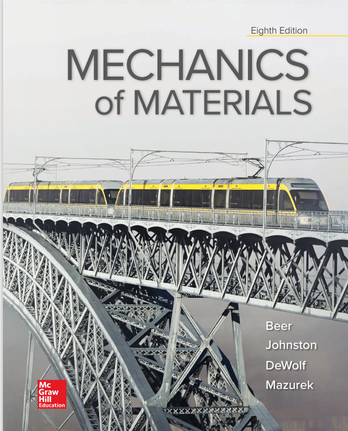 Eighth Edition
MECHANICS
of MATERIALS
Beer
Johnston
DeWolf
Mazurek
Mc
Graw
Hill
Education